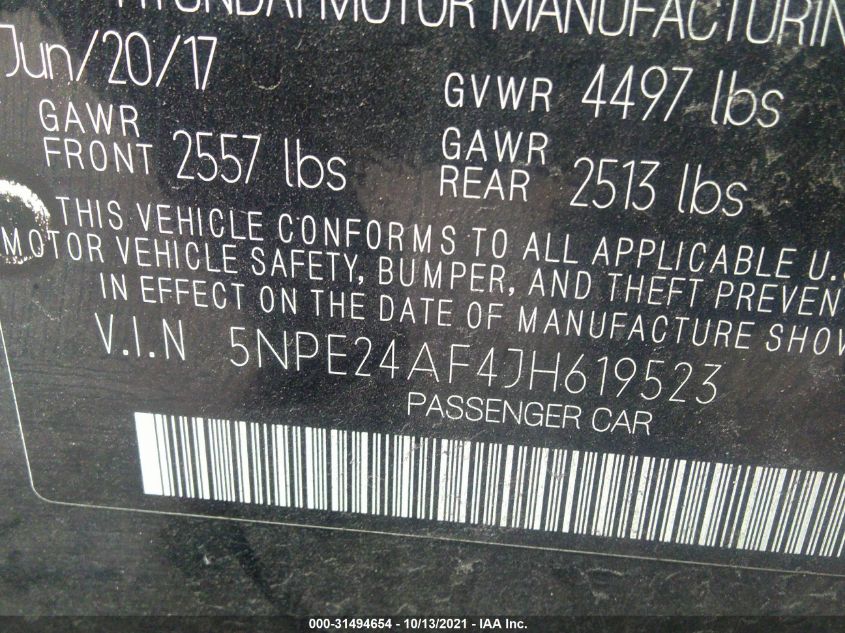 HYUNDAI MOTOR MANUFACTURIN
Jun/20/17
GVWR 4497 lbs
GAWR FRONT 2557 lbs
GAWR REAR 2513 lbs
THIS VEHICLE CONFORMS TO ALL APPLICABLE U.S
MOTOR VEHICLE SAFETY, BUMPER, AND THEFT PREVEN
IN EFFECT ON THE DATE OF MANUFACTURE SHOW
V.I.N 5NPE24AF4JH619523
PASSENGER CAR
000-31494654 - 10/13/2021 - IAA Inc.